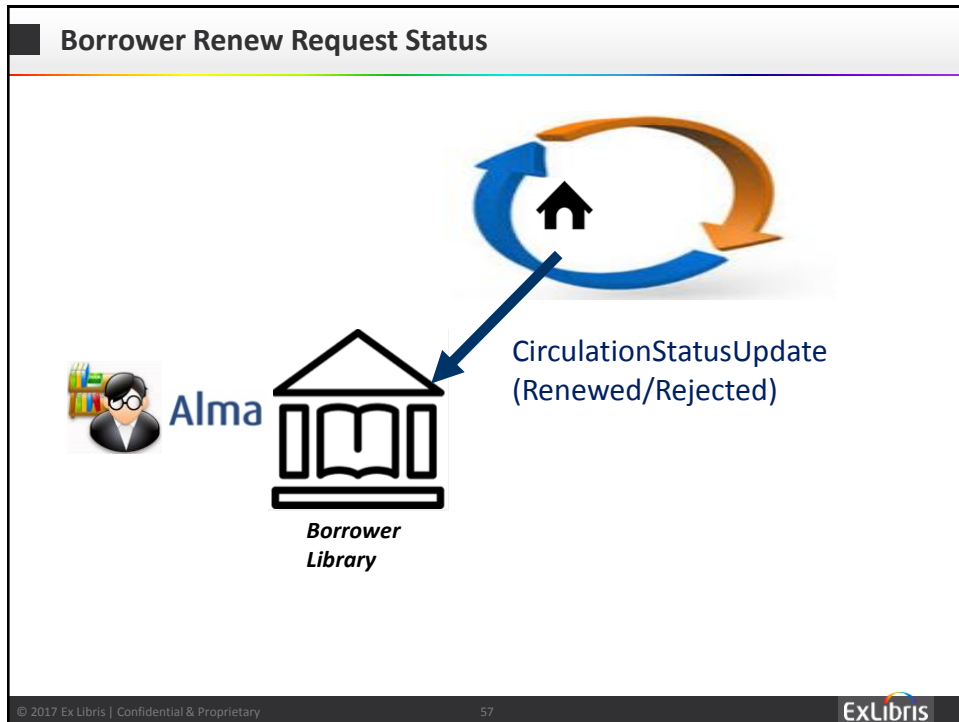 Borrower Renew Request Status
CirculationStatusUpdate
(Renewed/Rejected)
Alma
Borrower
Library
© 2017 Ex Libris | Confidential & Proprietary
57
ExLibris